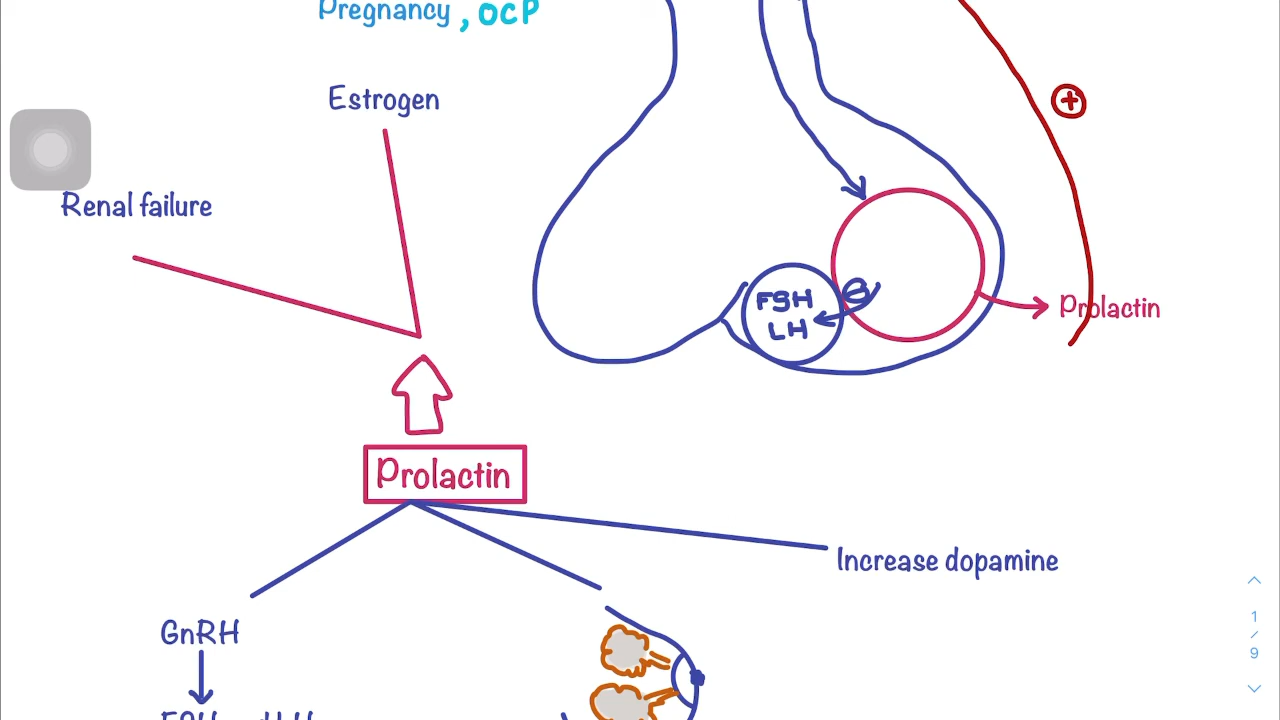 Pregnancy , OCP
Estrogen
+
Renal failure
FSH
LH
Prolactin
Prolactin
Increase dopamine
GnRH
1
/
9